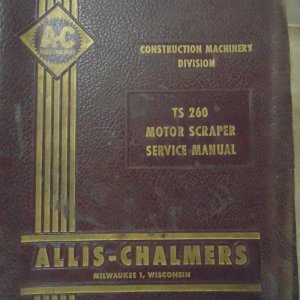 A-C
ALLIS-CHALMERS
CONSTRUCTION MACHINERY
DIVISION
TS 260
MOTOR SCRAPER
SERVICE MANUAL
ALLIS-CHALMERS
MILWAUKEE 1, WISCONSIN